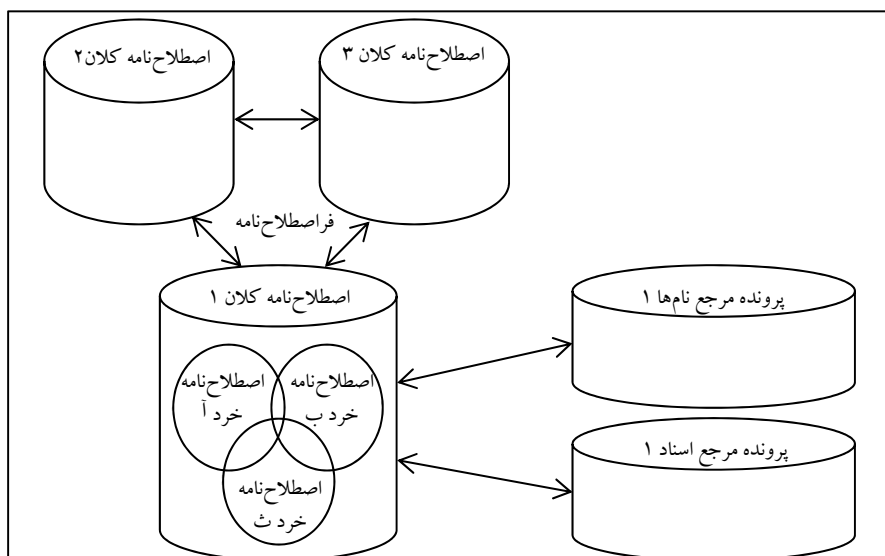 اصطلاح‌نامه کلان ۳
اصطلاح‌نامه کلان۲
فراصطلاح‌نامه
اصطلاح‌نامه کلان ۱
پرونده مرجع نام‌ها ۱
اصطلاح‌نامه
خرد ب
اصطلاح‌نامه
خرد آ
اصطلاح‌نامه
خرد ث
پرونده مرجع اسناد ۱